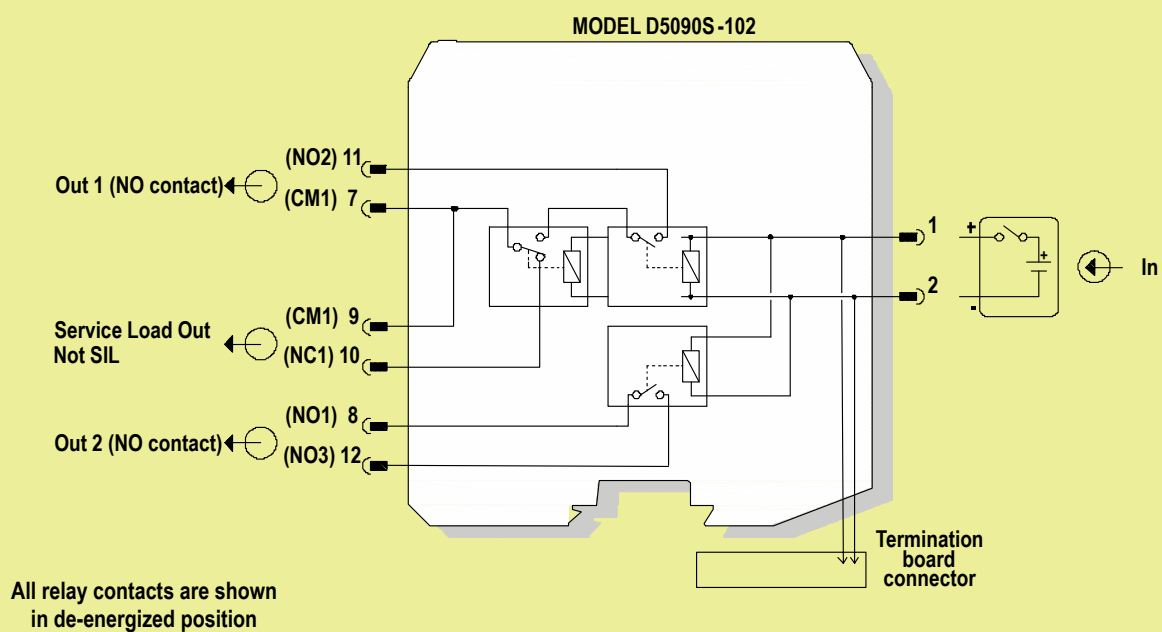 MODEL D5090S-102
(NO2) 11
Out 1 (NO contact)
(CM1) 7
1
+
+
In
2
-
(CM1) 9
Service Load Out
Not SIL
(NC1) 10
(NO1) 8
Out 2 (NO contact)
(NO3) 12
Termination
board
connector
All relay contacts are shown
in de-energized position